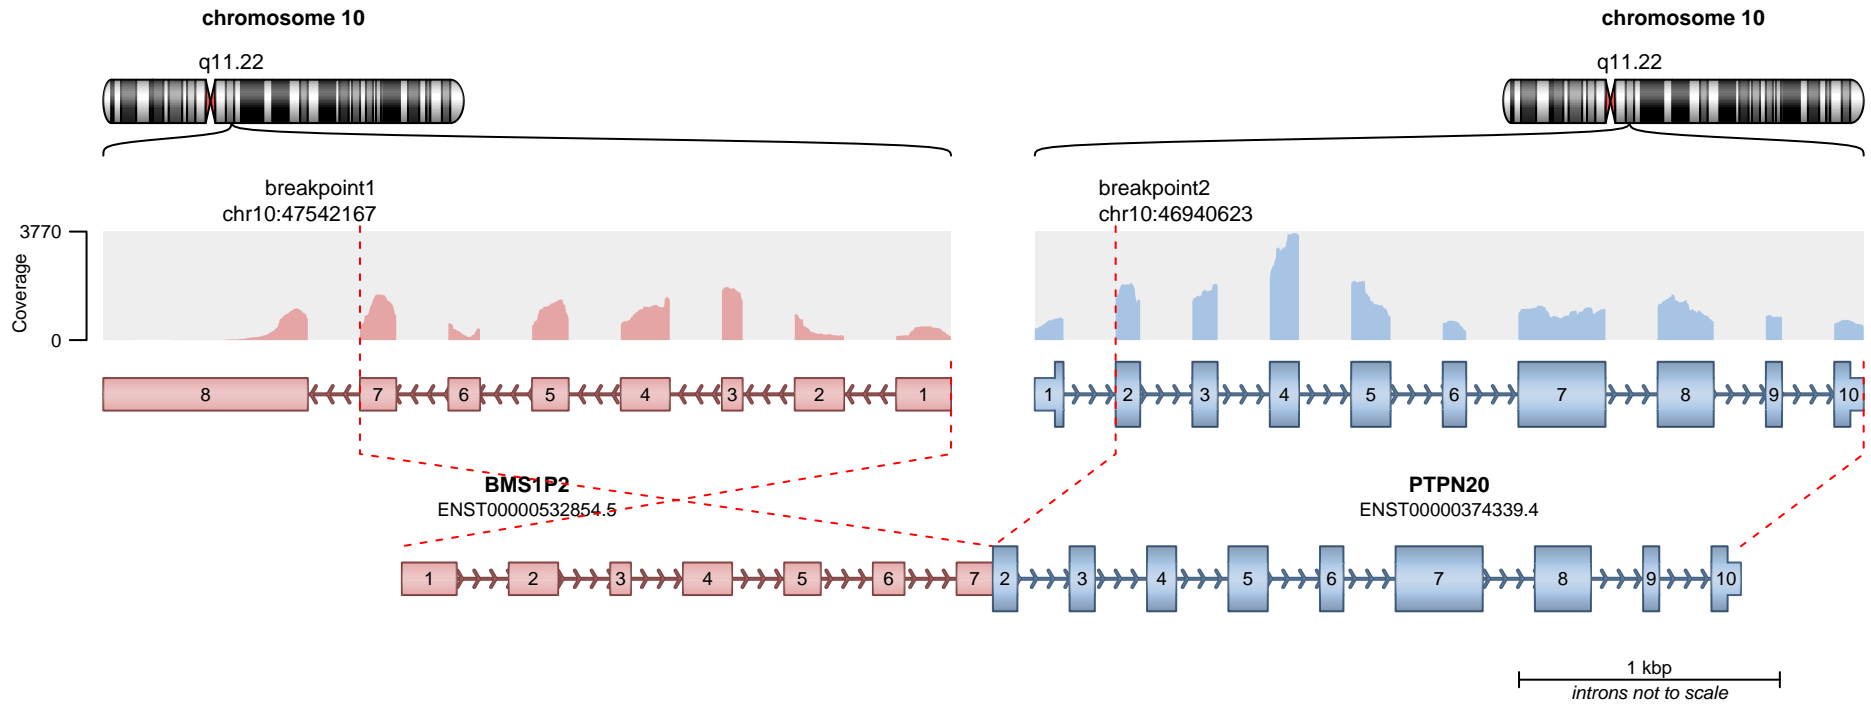 chromosome 10
chromosome 10
q11.22
q11.22
breakpoint1
chr10:47542167
breakpoint2
chr10:46940623
3770
Coverage
0
8 7 6 5 4 3 2 1
1 2 3 4 5 6 7 8 9 10
BMS1P2
ENST00000532854.5
PTPN20
ENST00000374339.4
1 2 3 4 5 6 7 2 3 4 5 6 7 8 9 10
1 kbp
introns not to scale